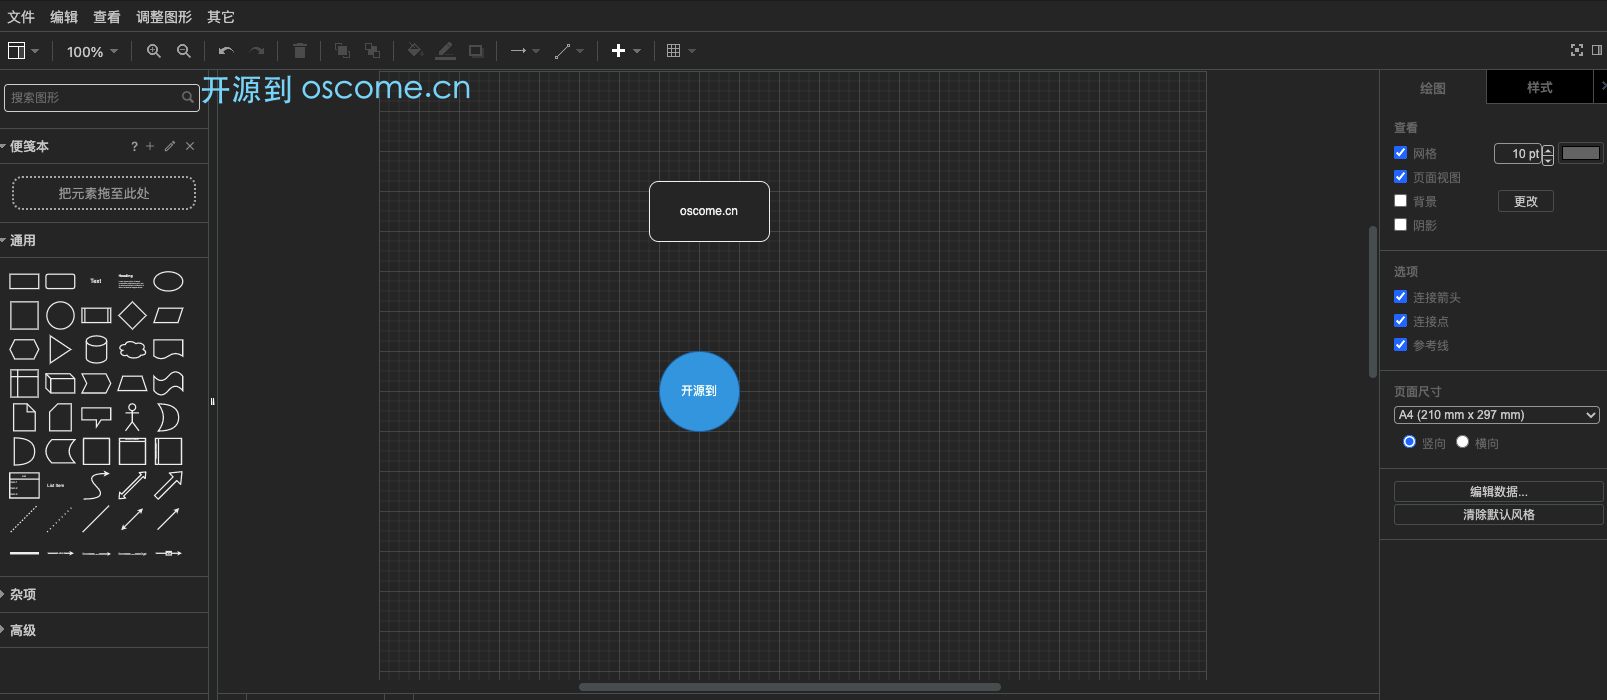 文件 编辑 查看 调整图形 其它
100%
开源到 oscome.cn
搜索图形
便笺本 ?
把元素拖至此处
通用
Text
Heading
List Item
杂项
高级
oscome.cn
开源到
绘图 样式
查看
网格 10 pt
页面视图
背景 更改
阴影
选项
连接箭头
连接点
参考线
页面尺寸
A4 (210 mm x 297 mm)
竖向 横向
编辑数据...
清除默认风格